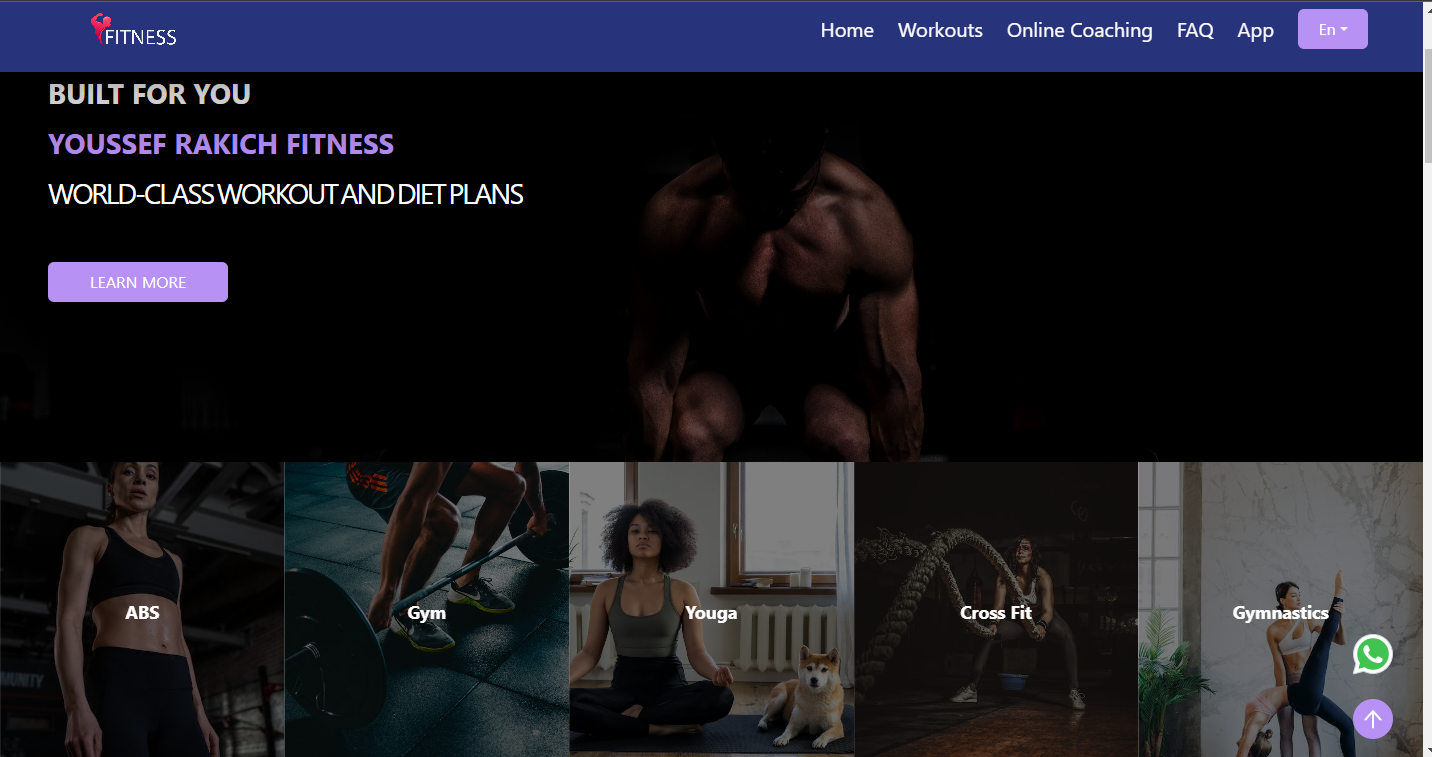 FITNESS
Home Workouts Online Coaching FAQ App En
BUILT FOR YOU
YOUSSEF RAKICH FITNESS
WORLD-CLASS WORKOUT AND DIET PLANS
LEARN MORE
ABS Gym Youga Cross Fit Gymnastics
MUNITY